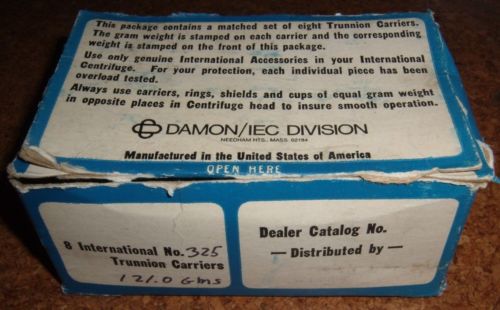 This package contains a matched set of eight Trunnion Carriers.
The gram weight is stamped on each carrier and the corresponding
weight is stamped on the front of this package.
Use only genuine International Accessories in your International
Centrifuge. For your protection, each individual piece has been
overload tested.
Always use carriers, rings, shields and cups of equal gram weight
in opposite places in Centrifuge head to insure smooth operation.
DAMON/IEC DIVISION
NEEDHAM HTS., MASS. 02194
Manufactured in the United States of America
OPEN HERE
8 International No. 325
Trunnion Carriers
121.0 Gms
Dealer Catalog No.
— Distributed by —